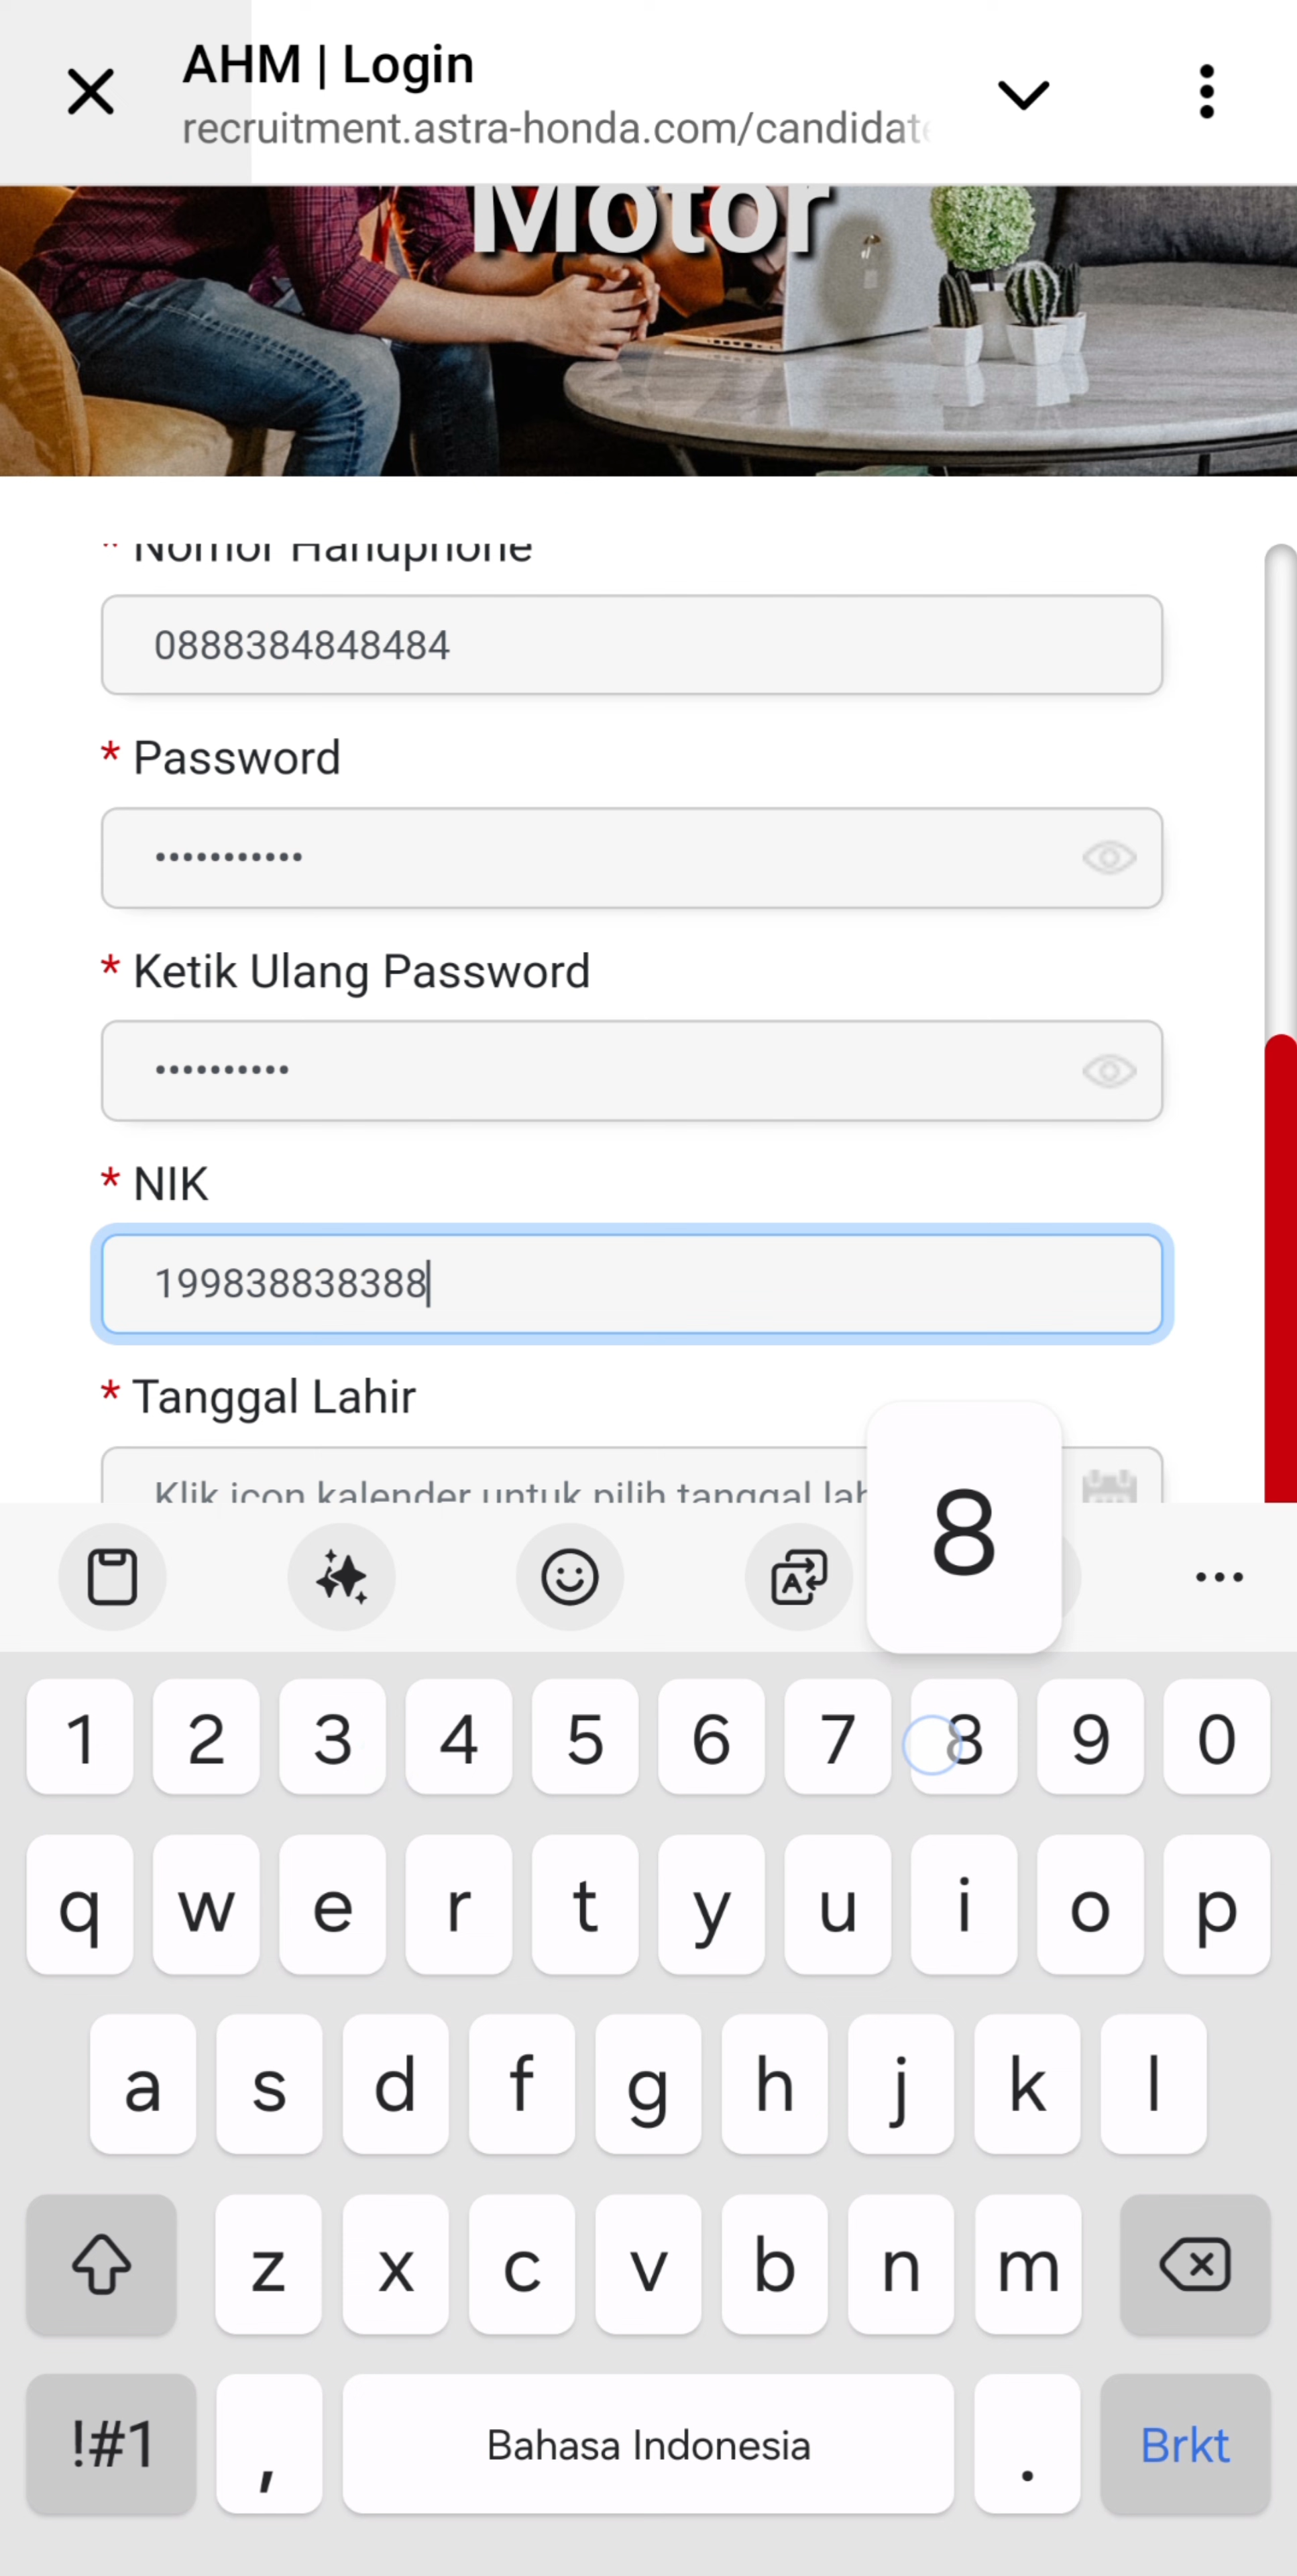 AHM | Login
recruitment.astra-honda.com/candidate
Motor
* Nomor Handphone
0888384848484
* Password
•••••••••••
* Ketik Ulang Password
••••••••••
* NIK
199838838388
* Tanggal Lahir
Klik icon kalender untuk pilih tanggal lah
8
1 2 3 4 5 6 7 8 9 0
q w e r t y u i o p
a s d f g h j k l
z x c v b n m
!#1 , Bahasa Indonesia . Brkt